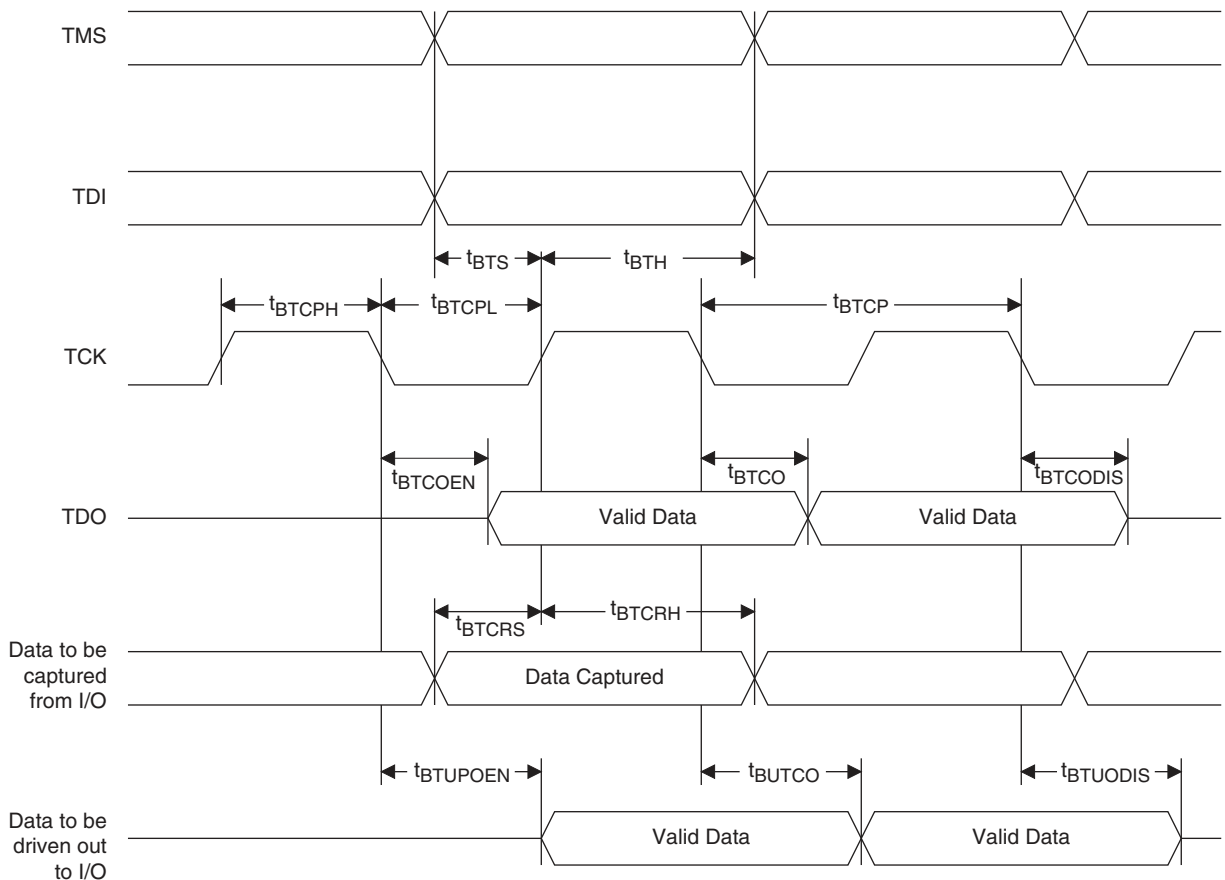 TMS
TDI
tBTS
tBTH
tBTCPH
tBTCPL
tBTCP
TCK
tBTCOEN
tBTCO
tBTCODIS
TDO
Valid Data
Valid Data
tBTCRS
tBTCRH
Data to be
captured
from I/O
Data Captured
tBTUPOEN
tBUTCO
tBTUODIS
Data to be
driven out
to I/O
Valid Data
Valid Data